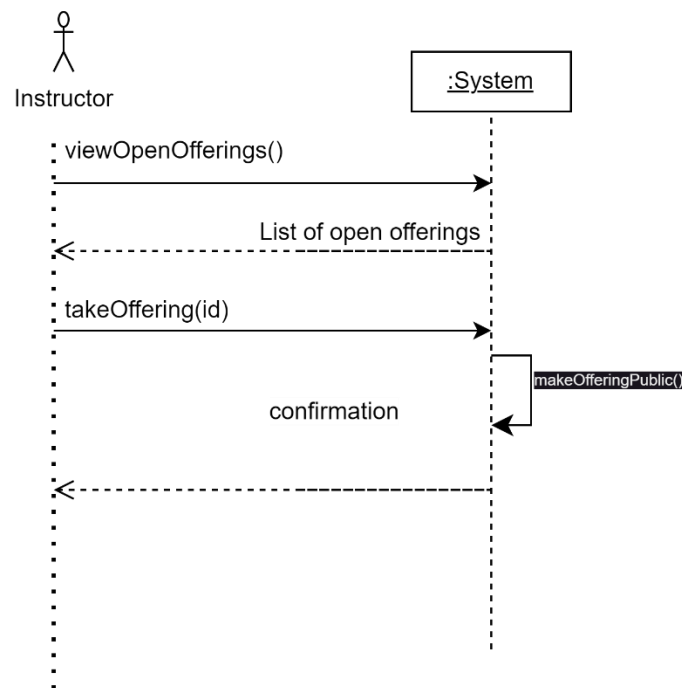 Instructor
:System
viewOpenOfferings()
List of open offerings
takeOffering(id)
makeOfferingPublic()
confirmation